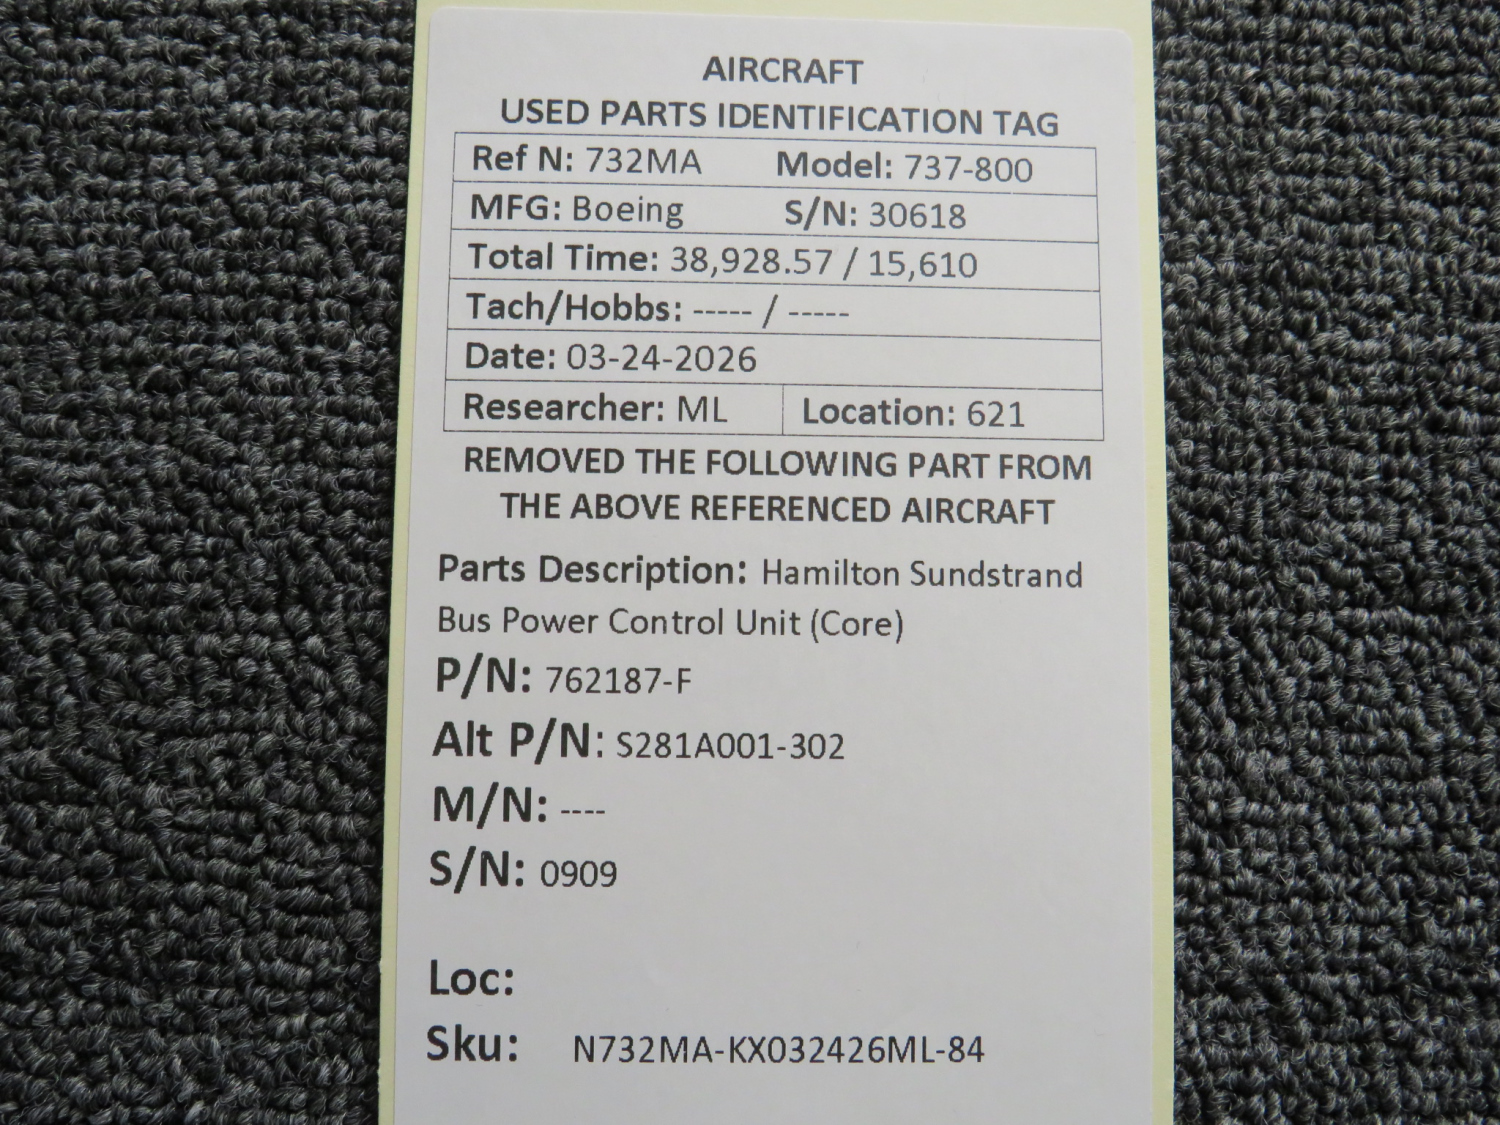 AIRCRAFT
USED PARTS IDENTIFICATION TAG
Ref N: 732MA Model: 737-800
MFG: Boeing S/N: 30618
Total Time: 38,928.57 / 15,610
Tach/Hobbs: ----- / -----
Date: 03-24-2026
Researcher: ML Location: 621
REMOVED THE FOLLOWING PART FROM
THE ABOVE REFERENCED AIRCRAFT
Parts Description: Hamilton Sundstrand
Bus Power Control Unit (Core)
P/N: 762187-F
Alt P/N: S281A001-302
M/N: ----
S/N: 0909
Loc:
Sku: N732MA-KX032426ML-84